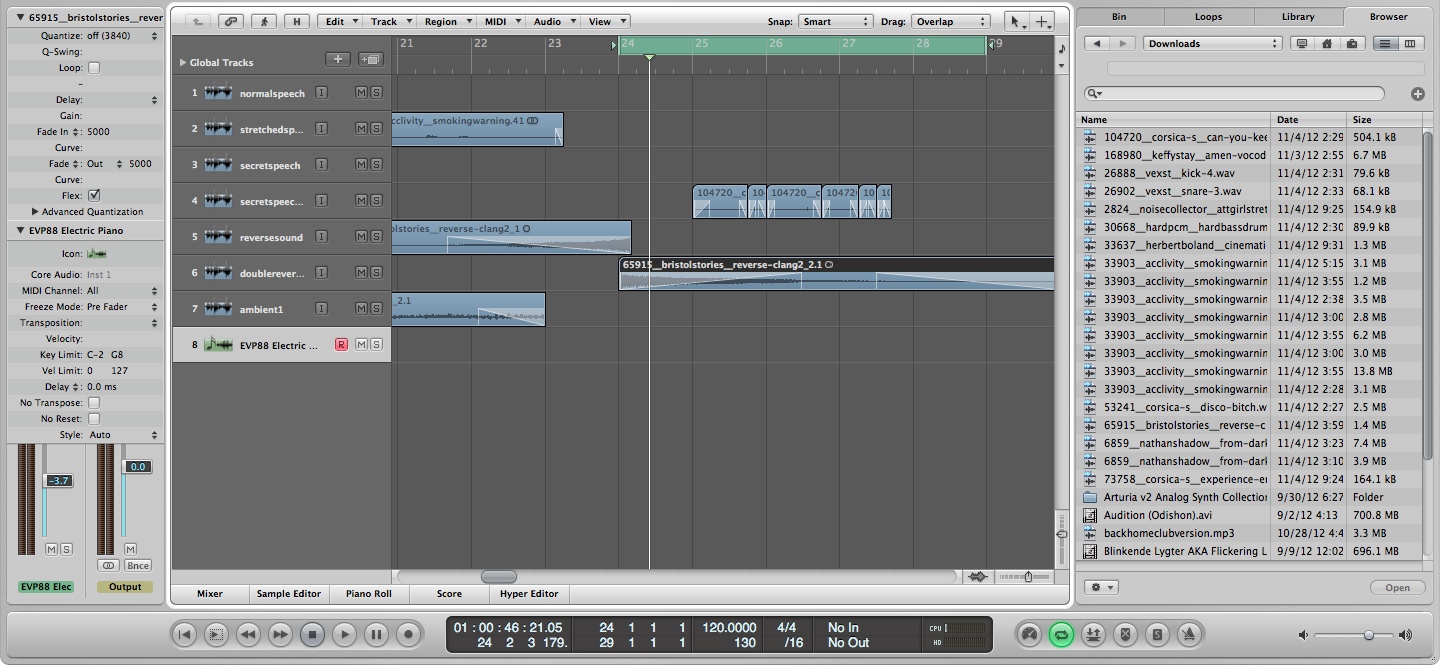 65915__bristolstories__rever
Quantize: off (3840)
Q-Swing:
Loop:
Delay:
Gain:
Fade In : 5000
Curve:
Fade : Out 5000
Curve:
Flex:
Advanced Quantization
EVP88 Electric Piano
Icon:
Core Audio: Inst 1
MIDI Channel: All
Freeze Mode: Pre Fader
Transposition:
Velocity:
Key Limit: C-2 G8
Vel Limit: 0 127
Delay : 0.0 ms
No Transpose:
No Reset:
Style: Auto
-3.7
0.0
M S
M
Bnce
EVP88 Elec
Output
H Edit Track Region MIDI Audio View Snap: Smart Drag: Overlap
21 22 23 24 25 26 27 28 29
Global Tracks
1 normalspeech I M S
2 stretchedsp... I M S
cclivity__smokingwarning.41
3 secretspeech I M S
4 secretspeec... I M S
104720__c 10 104720__c 10472 10 10
5 reversesound I M S
olstories__reverse-clang2_1
6 doublerever... I M S
65915__bristolstories__reverse-clang2_2.1
7 ambient1 I M S
_2.1
8 EVP88 Electric ... R M S
Mixer Sample Editor Piano Roll Score Hyper Editor
Bin Loops Library Browser
Downloads
Name Date Size
104720__corsica-s__can-you-kee 11/4/12 2:29 504.1 kB
168980__keffystay__amen-vocod 11/3/12 2:55 6.7 MB
26888__vexst__kick-4.wav 11/4/12 2:31 79.6 kB
26902__vexst__snare-3.wav 11/4/12 2:33 68.1 kB
2824__noisecollector__attgirlstret 11/4/12 9:25 154.9 kB
30668__hardpcm__hardbassdrum 11/4/12 2:30 89.9 kB
33637__herbertboland__cinemati 11/4/12 9:31 1.3 MB
33903__acclivity__smokingwarnin 11/4/12 5:15 3.1 MB
33903__acclivity__smokingwarnin 11/4/12 3:55 1.2 MB
33903__acclivity__smokingwarnin 11/4/12 2:38 3.5 MB
33903__acclivity__smokingwarnin 11/4/12 3:00 2.8 MB
33903__acclivity__smokingwarnin 11/4/12 3:55 6.2 MB
33903__acclivity__smokingwarnin 11/4/12 3:00 3.0 MB
33903__acclivity__smokingwarnin 11/4/12 3:55 13.8 MB
33903__acclivity__smokingwarnin 11/4/12 2:28 3.1 MB
53241__corsica-s__disco-bitch.w 11/4/12 2:27 2.5 MB
65915__bristolstories__reverse-c 11/4/12 3:59 1.4 MB
6859__nathanshadow__from-dark 11/4/12 3:23 7.4 MB
6859__nathanshadow__from-dark 11/4/12 3:10 3.9 MB
73758__corsica-s__experience-er 11/4/12 9:24 164.1 kB
Arturia v2 Analog Synth Collection 9/30/12 6:27 Folder
Audition (Odishon).avi 9/2/12 4:13 700.8 MB
backhomeclubversion.mp3 10/28/12 4:4 3.3 MB
Blinkende Lygter AKA Flickering L 9/9/12 12:02 696.1 MB
Open
01 : 00 : 46 : 21.05 24 1 1 1 120.0000 4/4 No In CPU
24 2 3 179. 29 1 1 1 130 /16 No Out HD
S